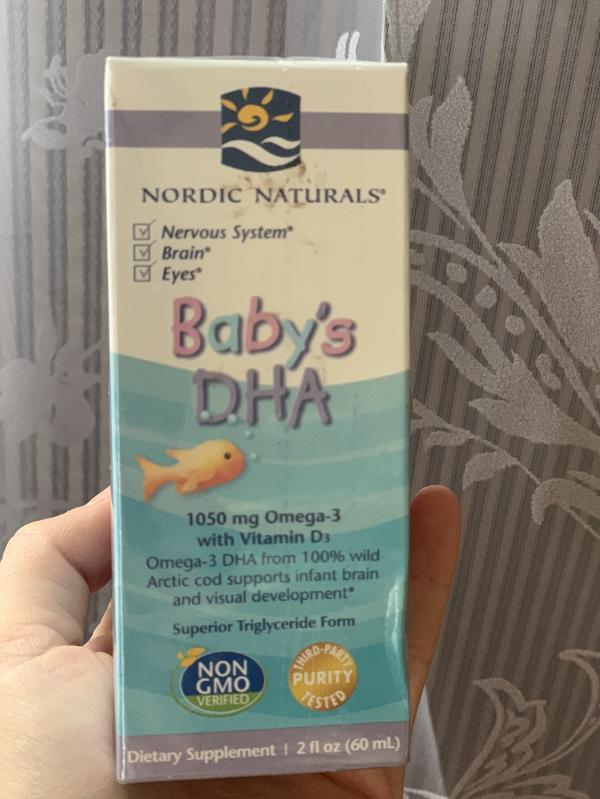 NORDIC NATURALS®
Nervous System*
Brain*
Eyes*
Baby's
DHA
1050 mg Omega-3
with Vitamin D3
Omega-3 DHA from 100% wild
Arctic cod supports infant brain
and visual development*
Superior Triglyceride Form
NON
GMO
VERIFIED
THIRD-PARTY
PURITY
TESTED
Dietary Supplement | 2 fl oz (60 mL)